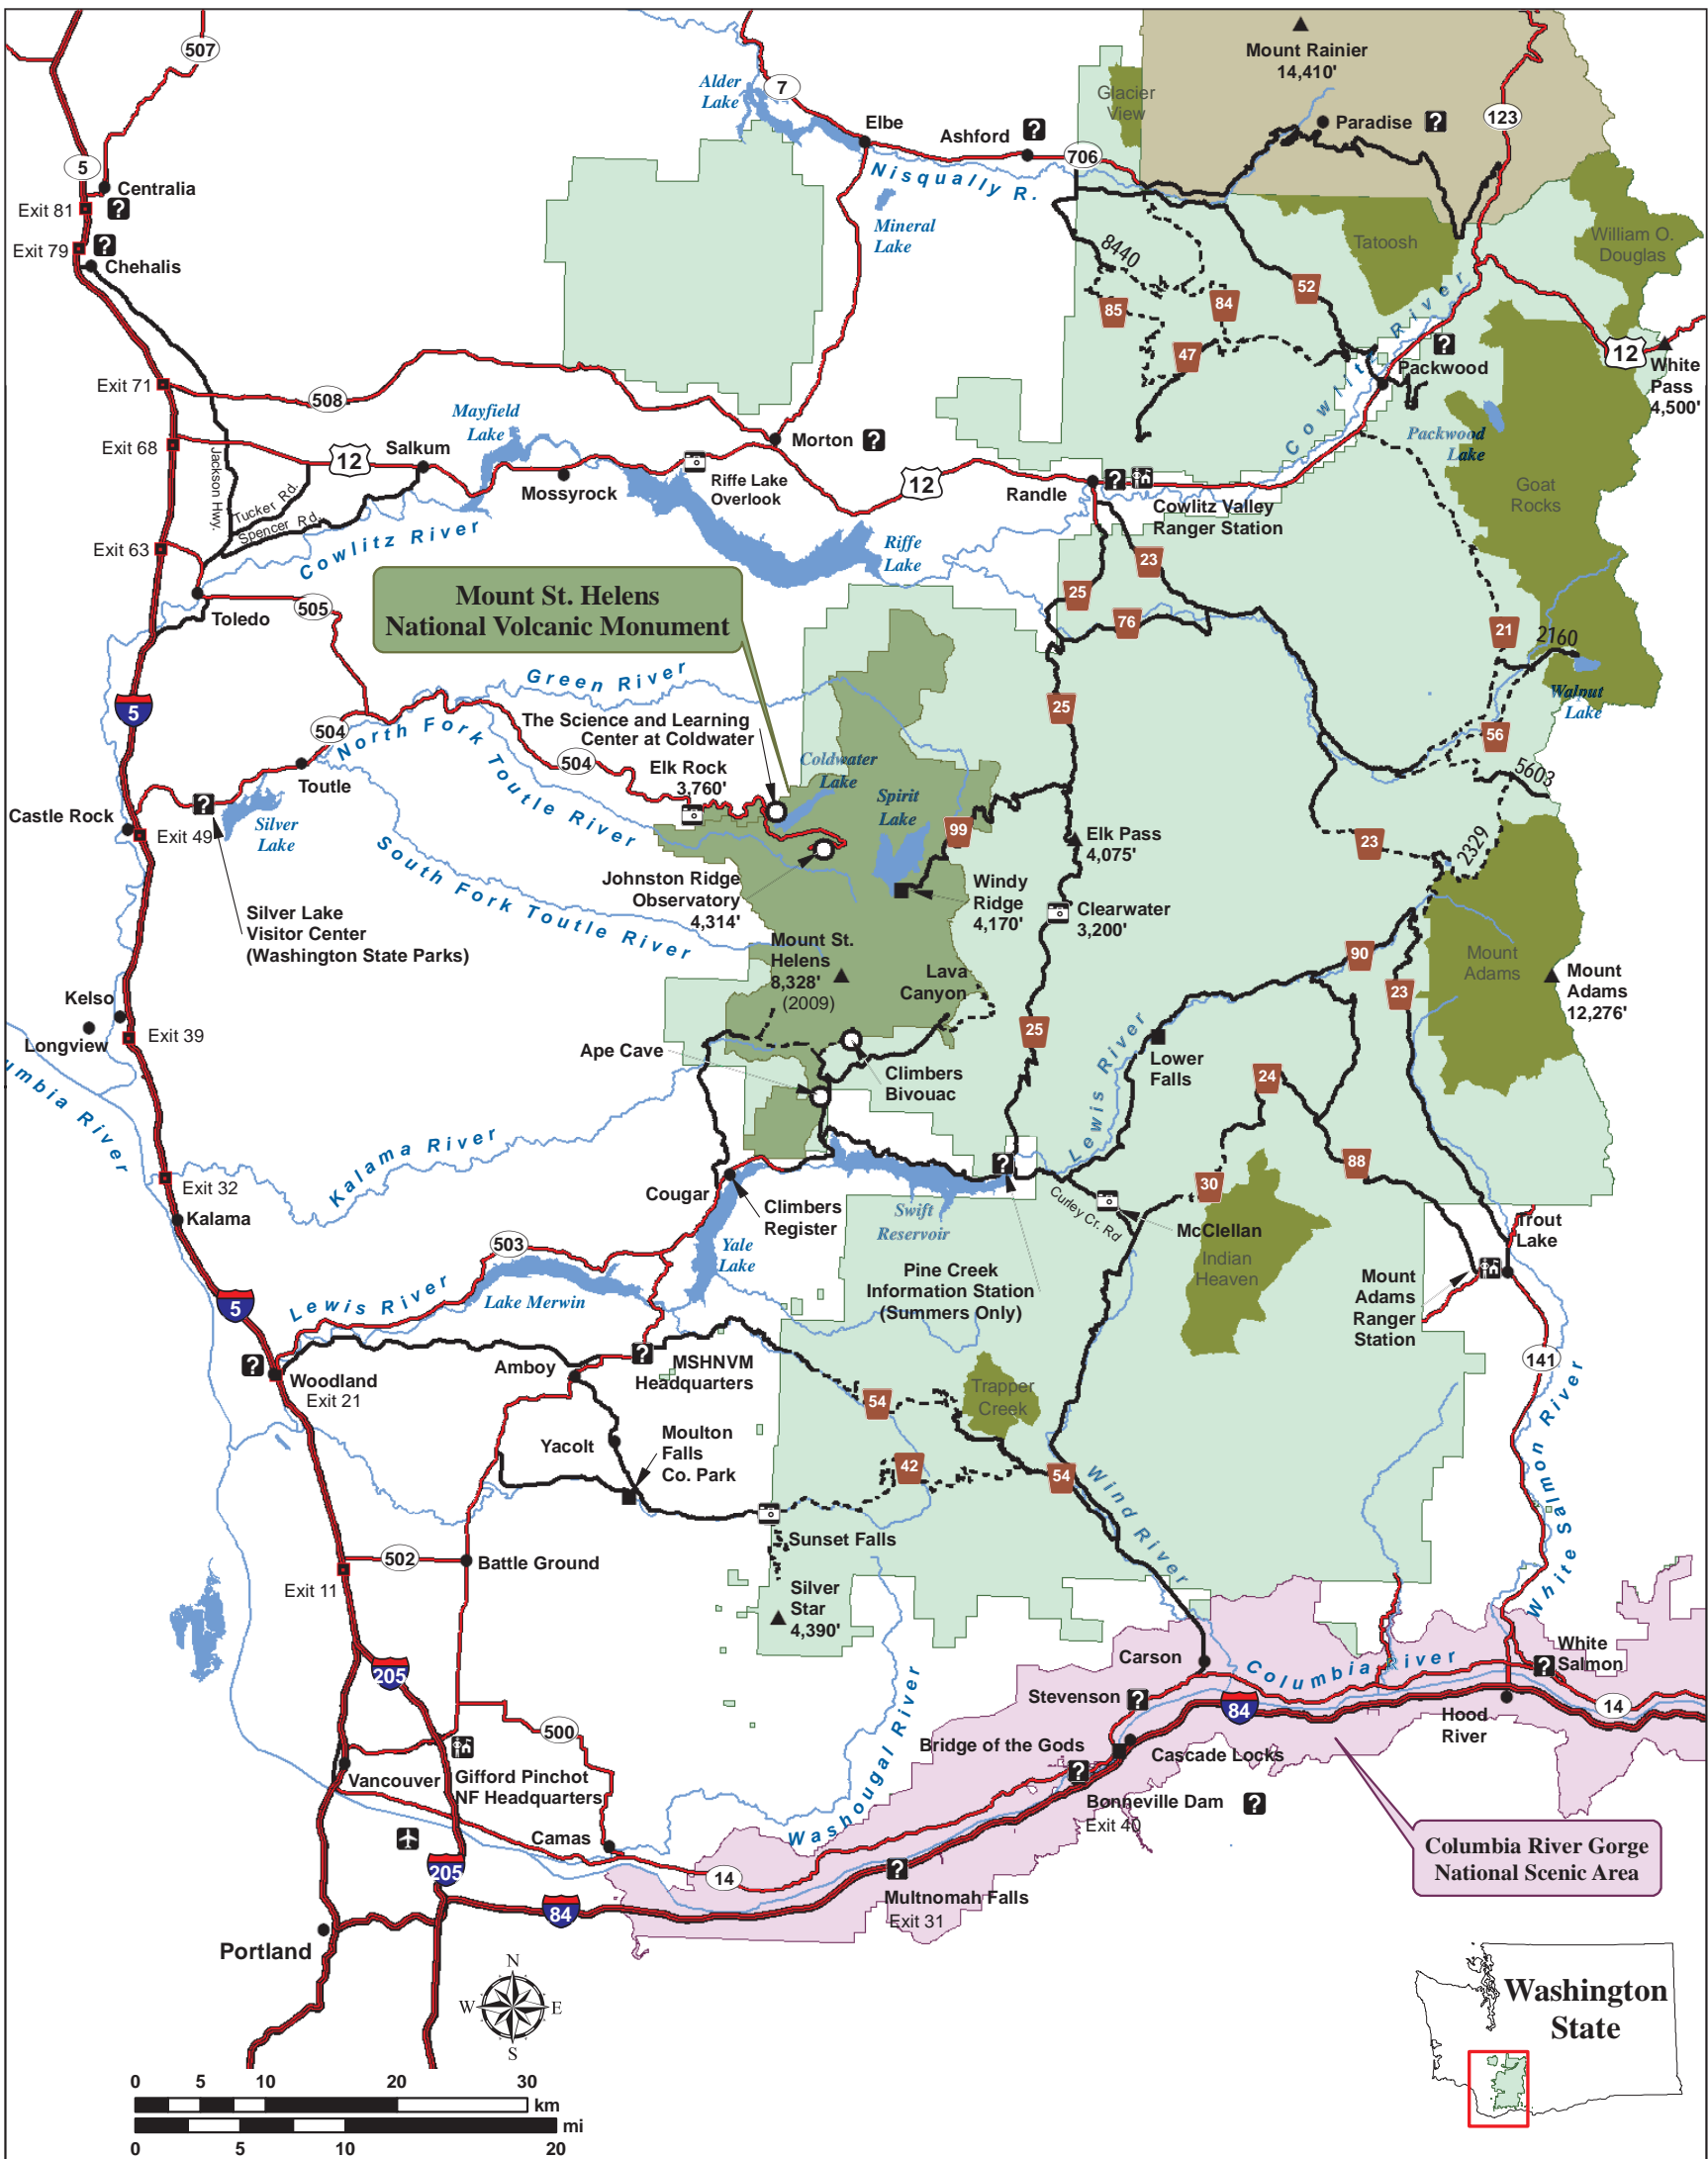 507
7
Alder
Lake
Elbe
Ashford
?
706
Glacier
View
Mount Rainier
14,410'
Paradise
?
123
5
Centralia
Exit 81
?
Exit 79
?
Chehalis
Nisqually R.
Mineral
Lake
8440
85
84
52
47
Tatoosh
William O.
Douglas
Cowlitz River
?
Packwood
12
White
Pass
4,500'
Packwood
Lake
Goat
Rocks
Exit 71
508
Exit 68
12
Salkum
Mayfield
Lake
Mossyrock
Morton
?
Riffe Lake
Overlook
12
Randle
?
Cowlitz Valley
Ranger Station
Jackson Hwy.
Tucker Rd.
Spencer Rd.
Cowlitz River
Riffe
Lake
Exit 63
Toledo
505
Mount St. Helens
National Volcanic Monument
23
25
76
21
2160
Walput
Lake
56
5603
2329
5
504
Green River
North Fork Toutle River
The Science and Learning
Center at Coldwater
504
Elk Rock
3,760'
Coldwater
Lake
Spirit
Lake
25
99
Elk Pass
4,075'
23
Toutle
Castle Rock
Exit 49
?
Silver
Lake
South Fork Toutle River
Silver Lake
Visitor Center
(Washington State Parks)
Johnston Ridge
Observatory
4,314'
Windy
Ridge
4,170'
Clearwater
3,200'
Mount St.
Helens
8,328'
(2009)
Lava
Canyon
90
23
Mount
Adams
Mount
Adams
12,276'
Kelso
Longview
Exit 39
umbia River
Ape Cave
Climbers
Bivouac
25
Lewis River
Lower
Falls
24
88
30
Kalama River
Exit 32
Kalama
Cougar
Climbers
Register
?
Swift
Reservoir
Curley Cr. Rd
McClellan
Indian
Heaven
Trout
Lake
Mount
Adams
Ranger
Station
503
Yale
Lake
Pine Creek
Information Station
(Summers Only)
5
Lewis River
Lake Merwin
?
Woodland
Exit 21
Amboy
?
MSHNVM
Headquarters
141
54
Trapper
Creek
Yacolt
Moulton
Falls
Co. Park
42
54
Wind River
White Salmon River
Sunset Falls
502
Battle Ground
Exit 11
Silver
Star
4,390'
205
Carson
Columbia River
White
Salmon
?
14
Stevenson
?
84
Hood
River
500
Washougal River
Bridge of the Gods
Cascade Locks
?
Bonneville Dam
?
Exit 40
Vancouver
Gifford Pinchot
NF Headquarters
Camas
205
14
?
Multnomah Falls
Exit 31
84
Columbia River Gorge
National Scenic Area
Portland
N
W
E
S
Washington
State
0
5
10
20
30
km
mi
0
5
10
20